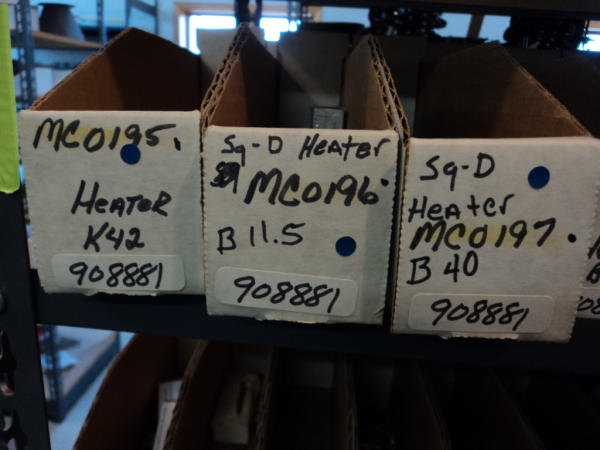 MC0195.
HEATER
K42
908881
Sq-D HEATER
MC0196.
B 11.5
908881
Sq-D
HEATER
MC0197.
B 40
908881